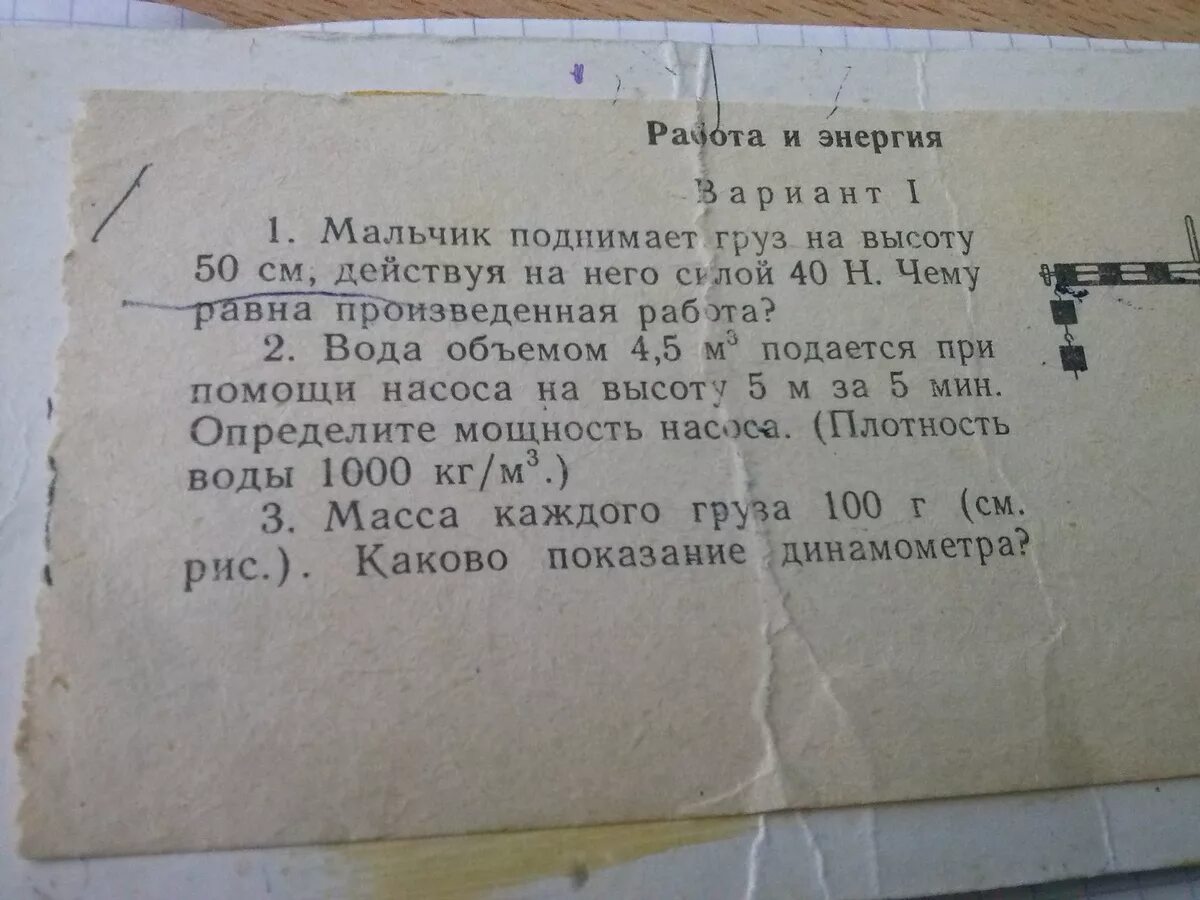 Работа и энергия
Вариант I
1. Мальчик поднимает груз на высоту
50 см, действуя на него силой 40 Н. Чему
равна произведенная работа?
2. Вода объемом 4,5 м³ подается при
помощи насоса на высоту 5 м за 5 мин.
Определите мощность насоса. (Плотность
воды 1000 кг/м³.)
3. Масса каждого груза 100 г (см.
рис.). Каково показание динамометра?